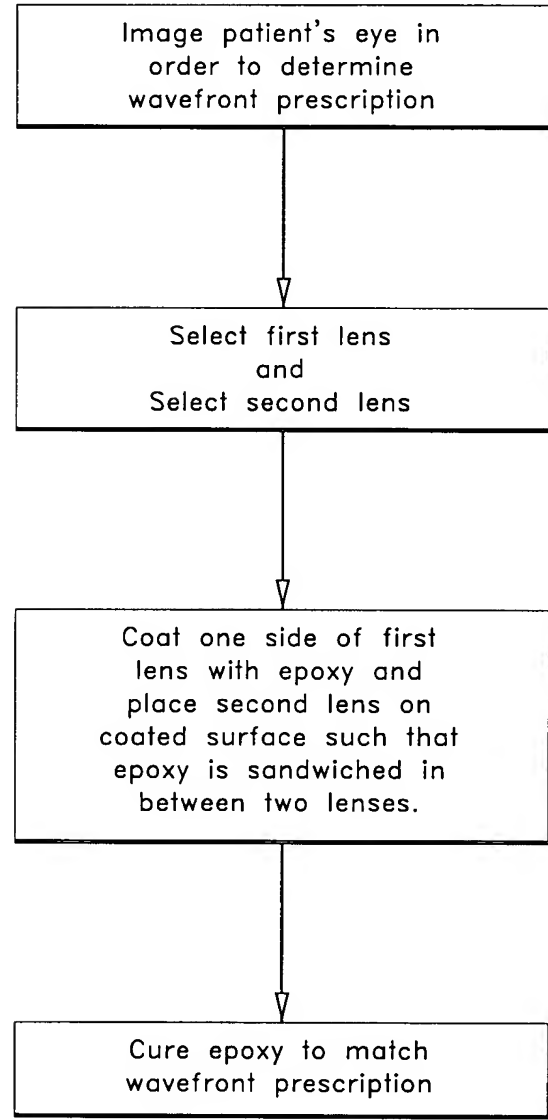 Image patient's eye in
order to determine
wavefront prescription
Select first lens
and
Select second lens
Coat one side of first
lens with epoxy and
place second lens on
coated surface such that
epoxy is sandwiched in
between two lenses.
Cure epoxy to match
wavefront prescription